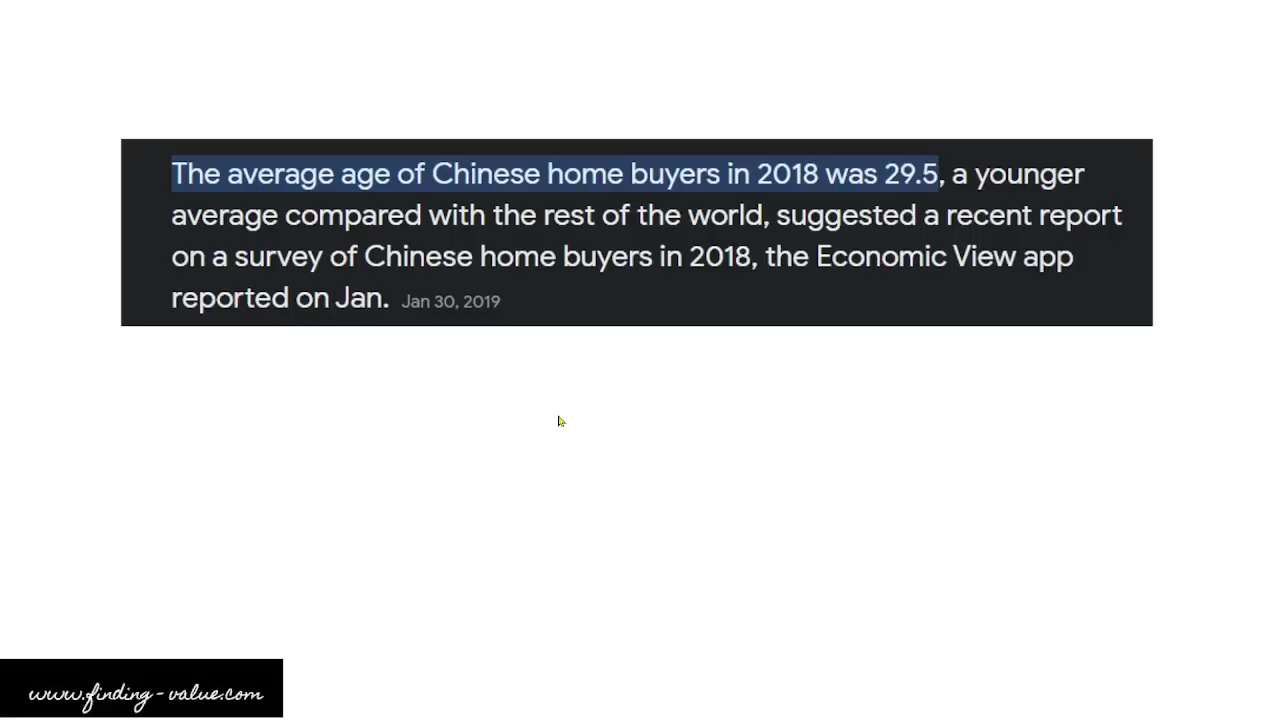 The average age of Chinese home buyers in 2018 was 29.5, a younger
average compared with the rest of the world, suggested a recent report
on a survey of Chinese home buyers in 2018, the Economic View app
reported on Jan. Jan 30, 2019
www.finding-value.com